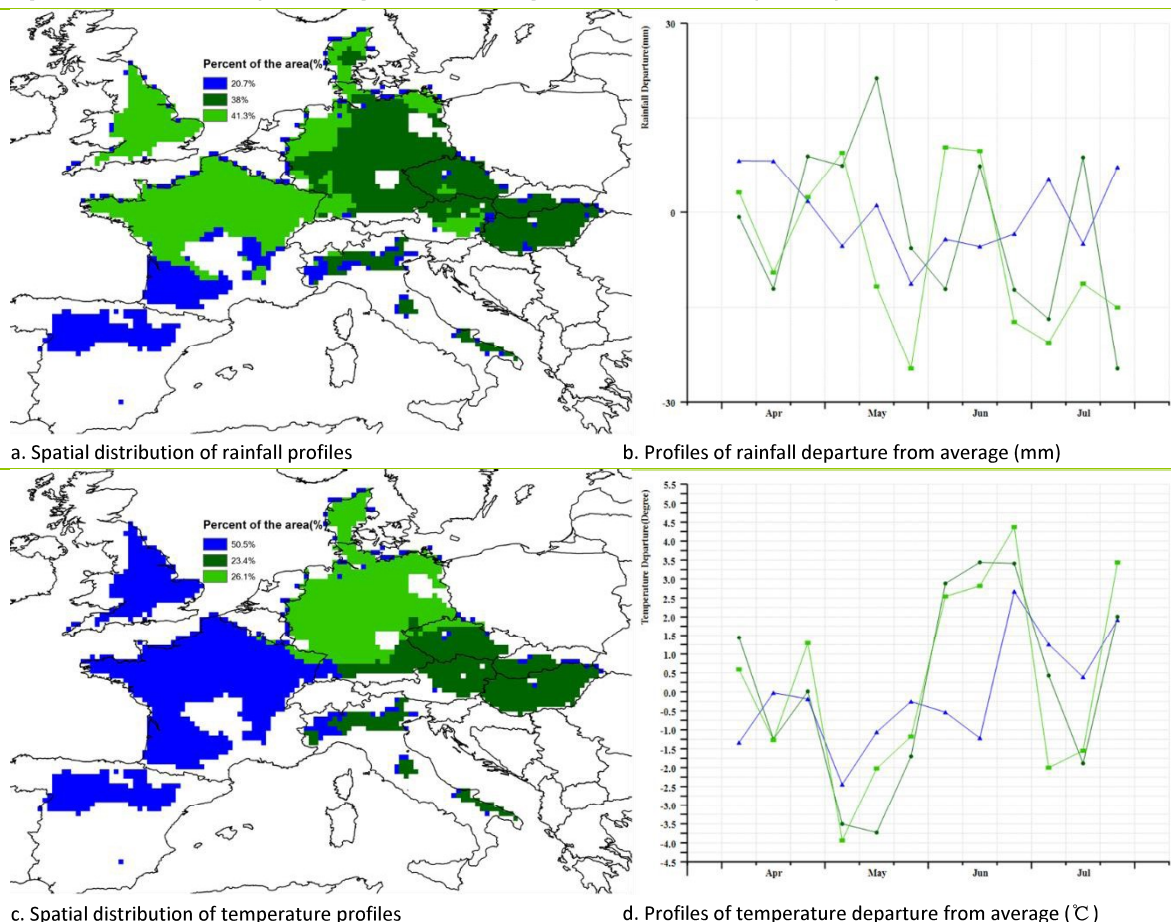 Percent of the area(%)
20.7%
38%
41.3%
30
0
-30
Rainfall Departure(mm)
Apr
May
Jun
Jul
a. Spatial distribution of rainfall profiles
b. Profiles of rainfall departure from average (mm)
Percent of the area(%)
50.5%
23.4%
26.1%
5.5
5.0
4.5
4.0
3.5
3.0
2.5
2.0
1.5
1.0
0.5
0.0
-0.5
-1.0
-1.5
-2.0
-2.5
-3.0
-3.5
-4.0
-4.5
Temperature Departure(Degree)
Apr
May
Jun
Jul
c. Spatial distribution of temperature profiles
d. Profiles of temperature departure from average (℃)